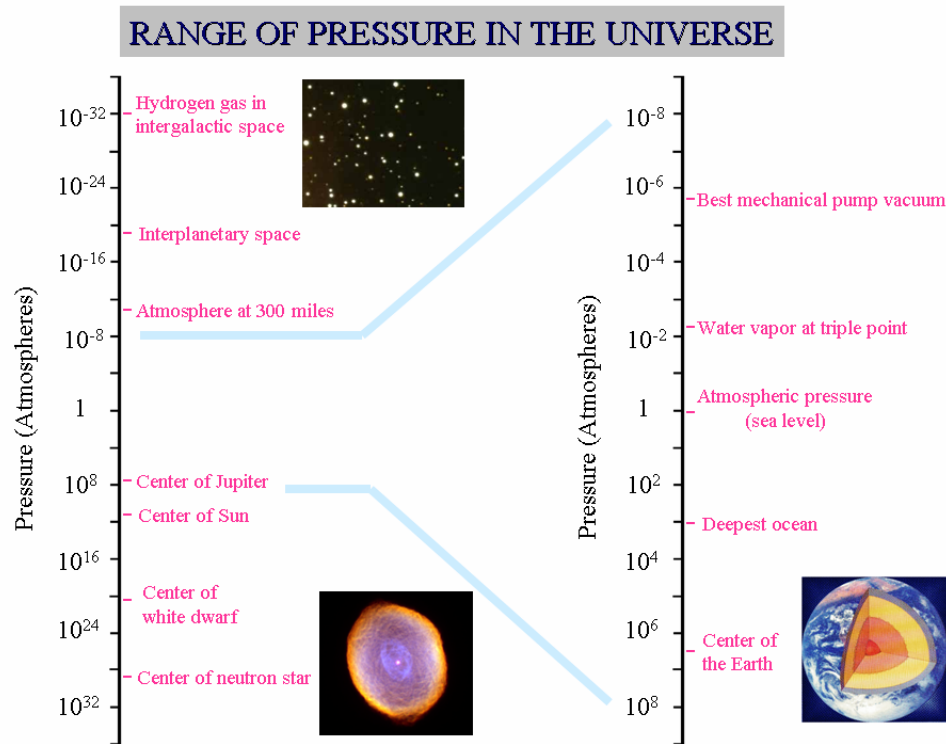 RANGE OF PRESSURE IN THE UNIVERSE
Pressure (Atmospheres)
10⁻³²
10⁻²⁴
10⁻¹⁶
10⁻⁸
1
10⁸
10¹⁶
10²⁴
10³²
Hydrogen gas in
intergalactic space
Interplanetary space
Atmosphere at 300 miles
Center of Jupiter
Center of Sun
Center of
white dwarf
Center of neutron star
Pressure (Atmospheres)
10⁻⁸
10⁻⁶
10⁻⁴
10⁻²
1
10²
10⁴
10⁶
10⁸
Best mechanical pump vacuum
Water vapor at triple point
Atmospheric pressure
(sea level)
Deepest ocean
Center of
the Earth